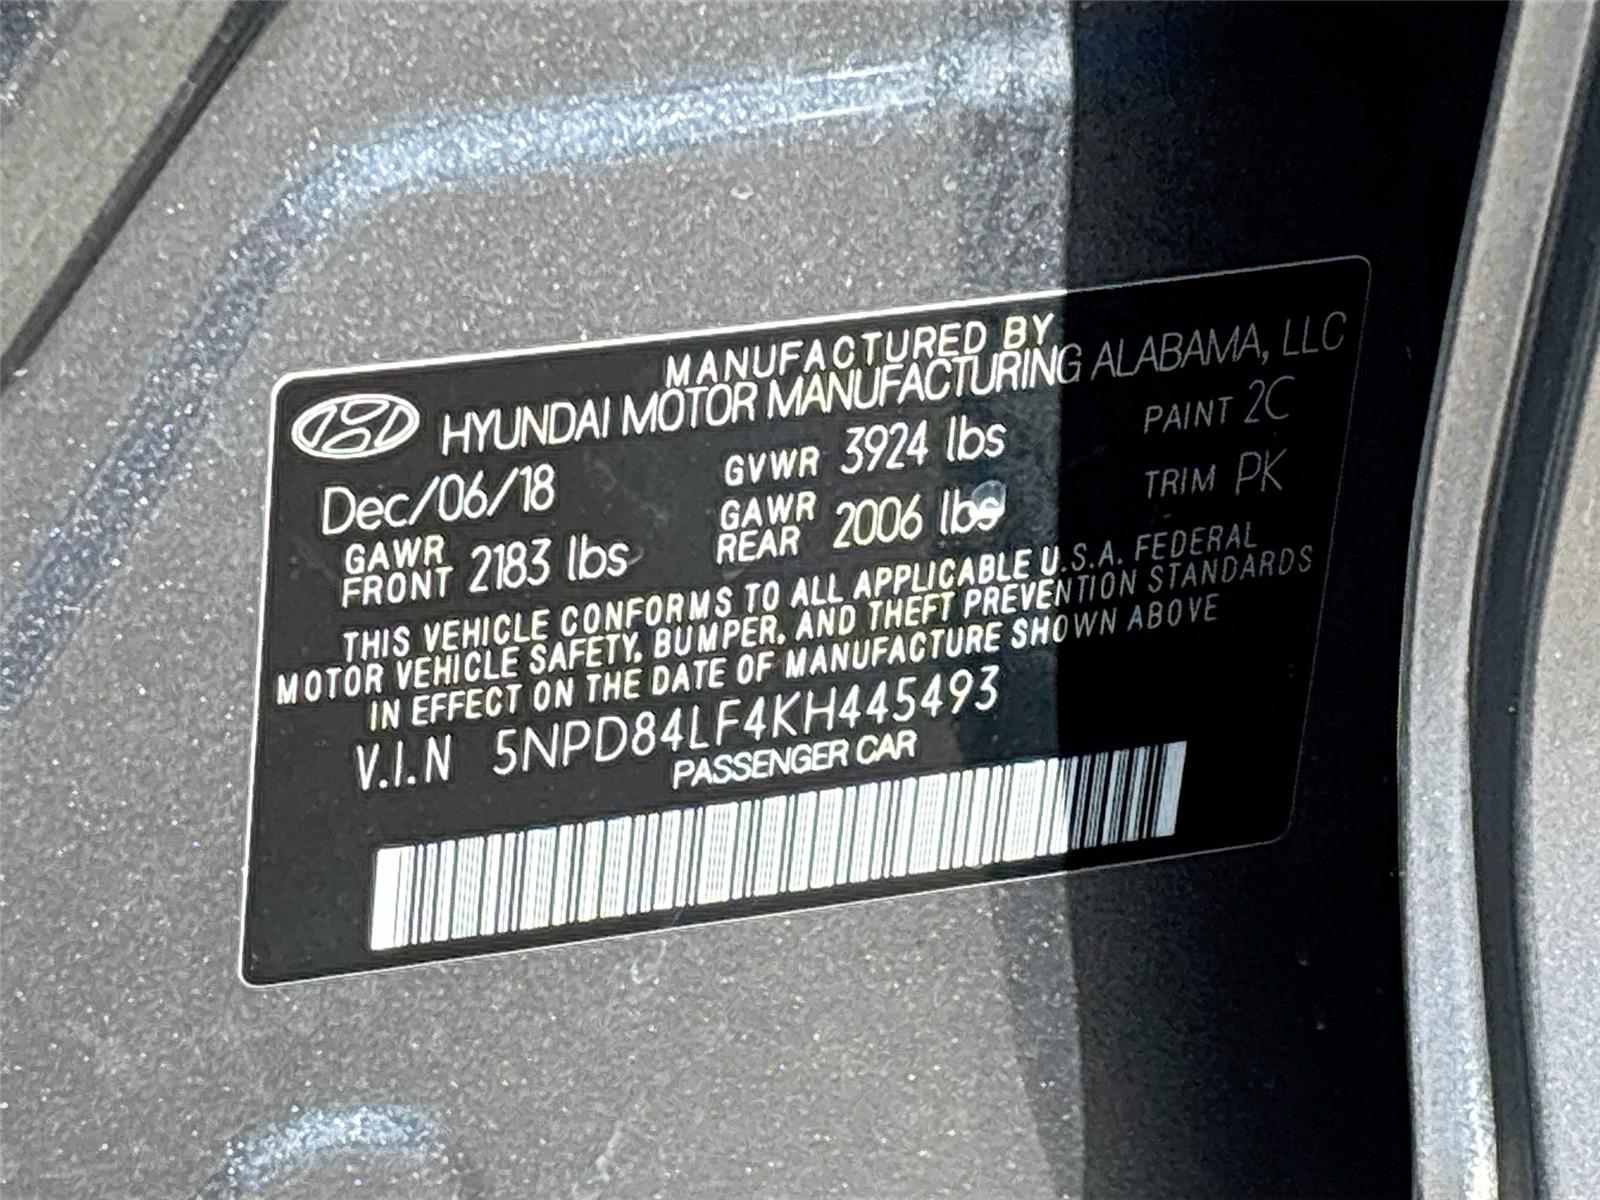 MANUFACTURED BY
HYUNDAI MOTOR MANUFACTURING ALABAMA, LLC
Dec/06/18 GVWR 3924 lbs PAINT 2C
GAWR FRONT 2183 lbs GAWR REAR 2006 lbs TRIM PK
THIS VEHICLE CONFORMS TO ALL APPLICABLE U.S.A. FEDERAL
MOTOR VEHICLE SAFETY, BUMPER, AND THEFT PREVENTION STANDARDS
IN EFFECT ON THE DATE OF MANUFACTURE SHOWN ABOVE
V.I.N 5NPD84LF4KH445493
PASSENGER CAR